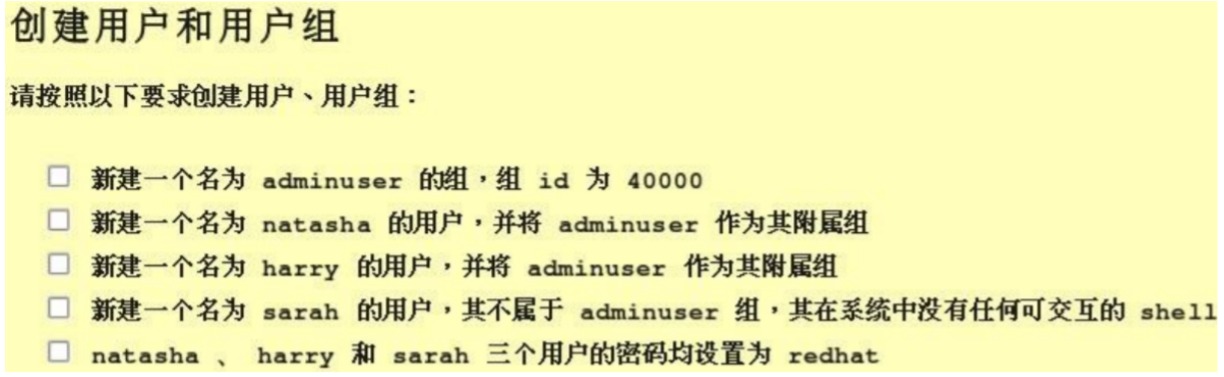 创建用户和用户组
请按照以下要求创建用户、用户组：
新建一个名为 adminuser 的组，组 id 为 40000
新建一个名为 natasha 的用户，并将 adminuser 作为其附属组
新建一个名为 harry 的用户，并将 adminuser 作为其附属组
新建一个名为 sarah 的用户，其不属于 adminuser 组，其在系统中没有任何可交互的 shell
natasha 、 harry 和 sarah 三个用户的密码均设置为 redhat